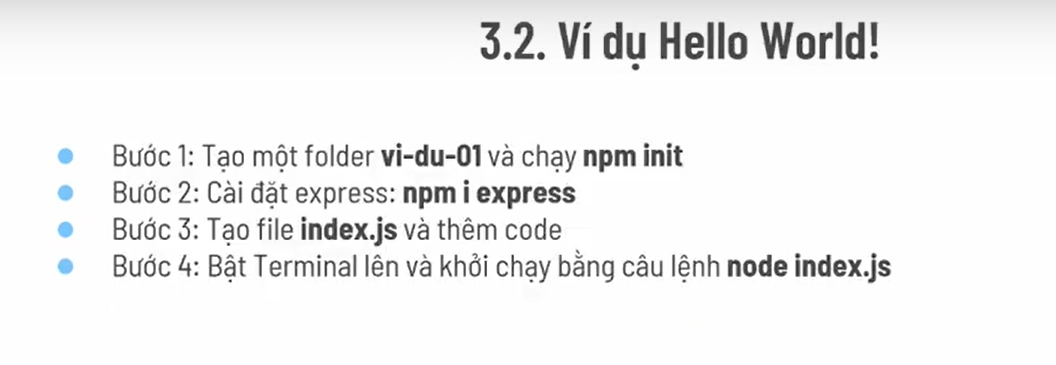 3.2. Ví dụ Hello World!
Bước 1: Tạo một folder vi-du-01 và chạy npm init
Bước 2: Cài đặt express: npm i express
Bước 3: Tạo file index.js và thêm code
Bước 4: Bật Terminal lên và khởi chạy bằng câu lệnh node index.js